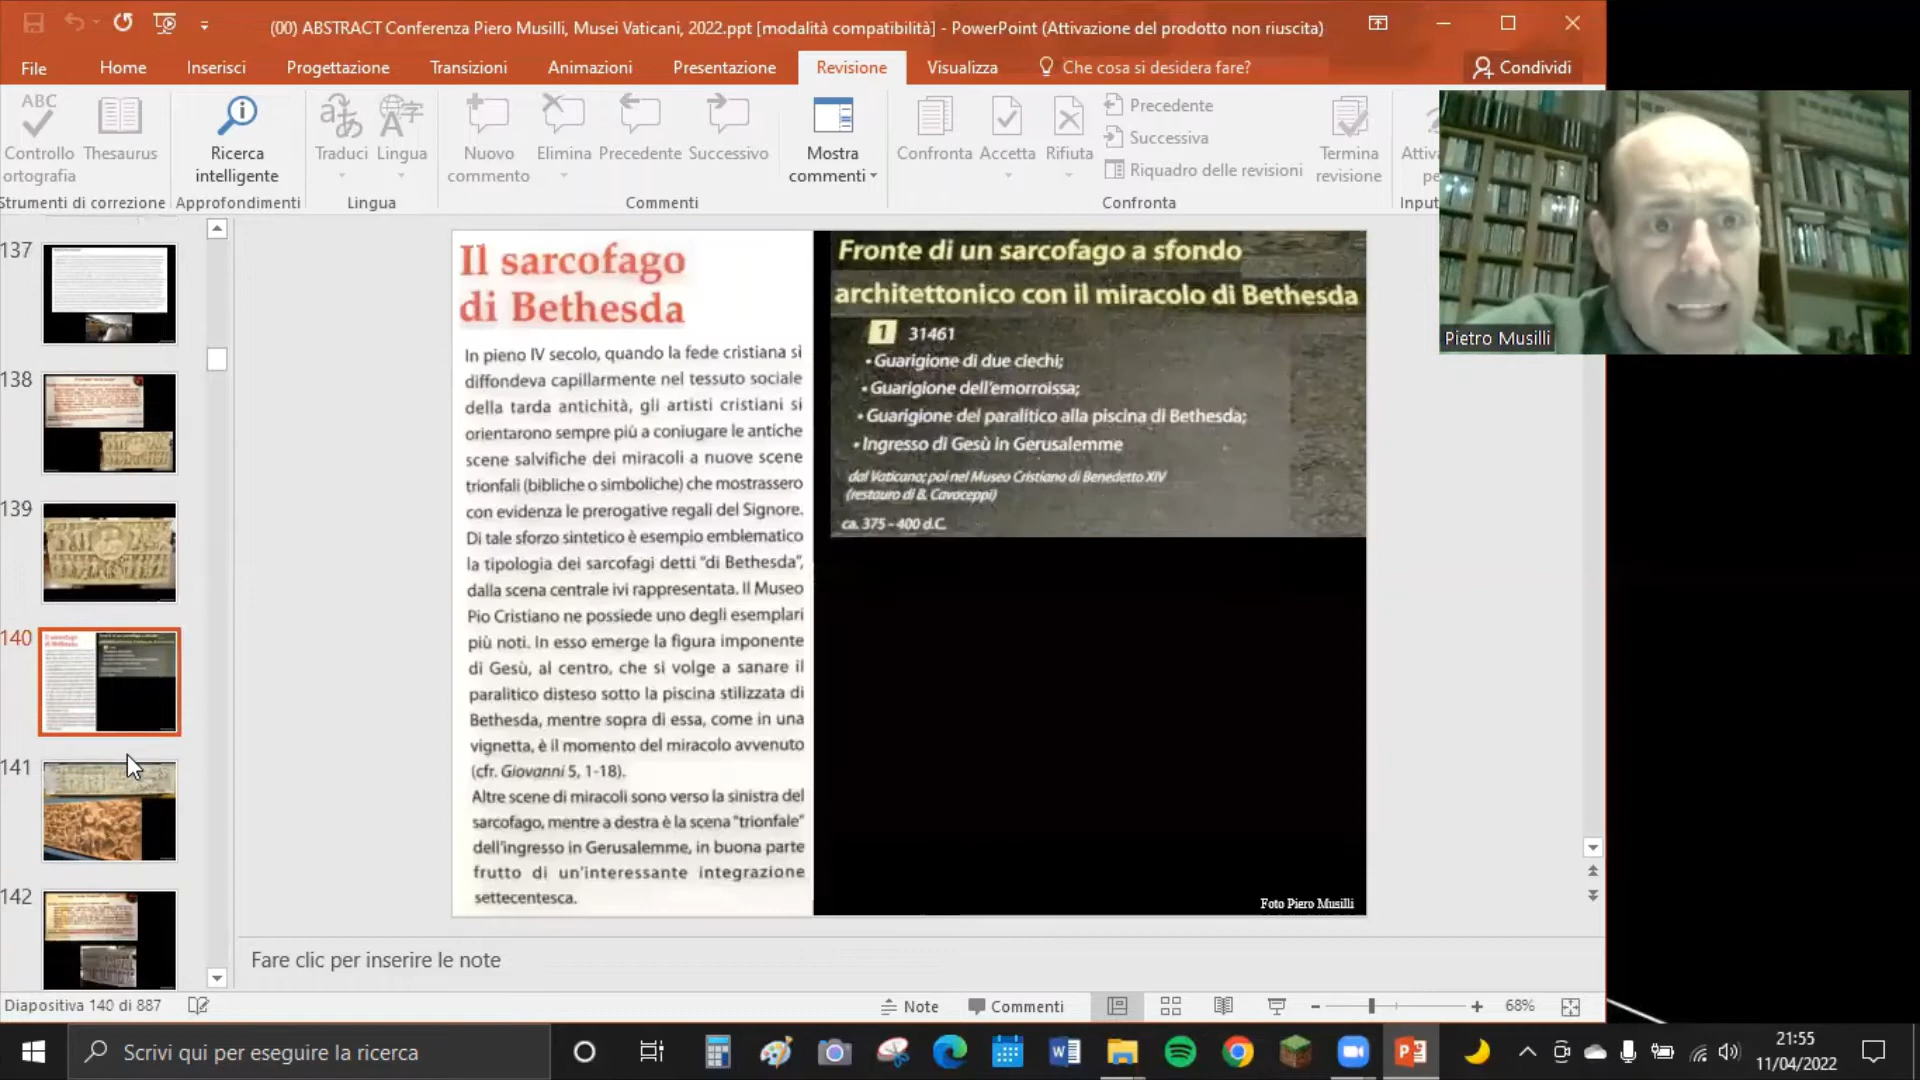 (00) ABSTRACT Conferenza Piero Musilli, Musei Vaticani, 2022.ppt [modalità compatibilità] - PowerPoint (Attivazione del prodotto non riuscita)
File Home Inserisci Progettazione Transizioni Animazioni Presentazione Revisione Visualizza Che cosa si desidera fare? Condividi
ABC
Controllo ortografia
Thesaurus
Ricerca intelligente
Traduci
Lingua
Nuovo commento
Elimina
Precedente
Successivo
Mostra commenti
Confronta
Accetta
Rifiuta
Precedente
Successiva
Riquadro delle revisioni
Termina revisione
Strumenti di correzione
Approfondimenti
Lingua
Commenti
Confronta
Pietro Musilli
137
138
139
140
141
142
Il sarcofago
di Bethesda
In pieno IV secolo, quando la fede cristiana si
diffondeva capillarmente nel tessuto sociale
della tarda antichità, gli artisti cristiani si
orientarono sempre più a coniugare le antiche
scene salvifiche dei miracoli a nuove scene
trionfali (bibliche o simboliche) che mostrassero
con evidenza le prerogative regali del Signore.
Di tale sforzo sintetico è esempio emblematico
la tipologia dei sarcofagi detti "di Bethesda",
dalla scena centrale ivi rappresentata. Il Museo
Pio Cristiano ne possiede uno degli esemplari
più noti. In esso emerge la figura imponente
di Gesù, al centro, che si volge a sanare il
paralitico disteso sotto la piscina stilizzata di
Bethesda, mentre sopra di essa, come in una
vignetta, è il momento del miracolo avvenuto
(cfr. Giovanni 5, 1-18).
Altre scene di miracoli sono verso la sinistra del
sarcofago, mentre a destra è la scena "trionfale"
dell'ingresso in Gerusalemme, in buona parte
frutto di un'interessante integrazione
settecentesca.
Fronte di un sarcofago a sfondo
architettonico con il miracolo di Bethesda
1 31461
• Guarigione di due ciechi;
• Guarigione dell'emorroissa;
• Guarigione del paralitico alla piscina di Bethesda;
• Ingresso di Gesù in Gerusalemme
dal Vaticano; poi nel Museo Cristiano di Benedetto XIV
(restauro di B. Cavaceppi)
ca. 375 - 400 d.C.
Foto Piero Musilli
Fare clic per inserire le note
Diapositiva 140 di 887
Note
Commenti
68%
Scrivi qui per eseguire la ricerca
21:55
11/04/2022